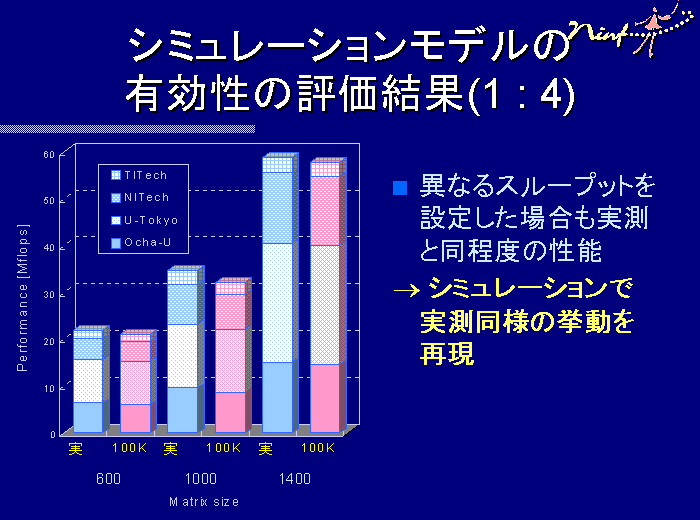 Ninf
シミュレーションモデルの
有効性の評価結果(1 : 4)
60
50
40
30
20
10
0
Performance [Mflops]
TITech
NITech
U-Tokyo
Ocha-U
実 100K 実 100K 実 100K
600 1000 1400
Matrix size
■ 異なるスループットを
設定した場合も実測
と同程度の性能
→ シミュレーションで
実測同様の挙動を
再現